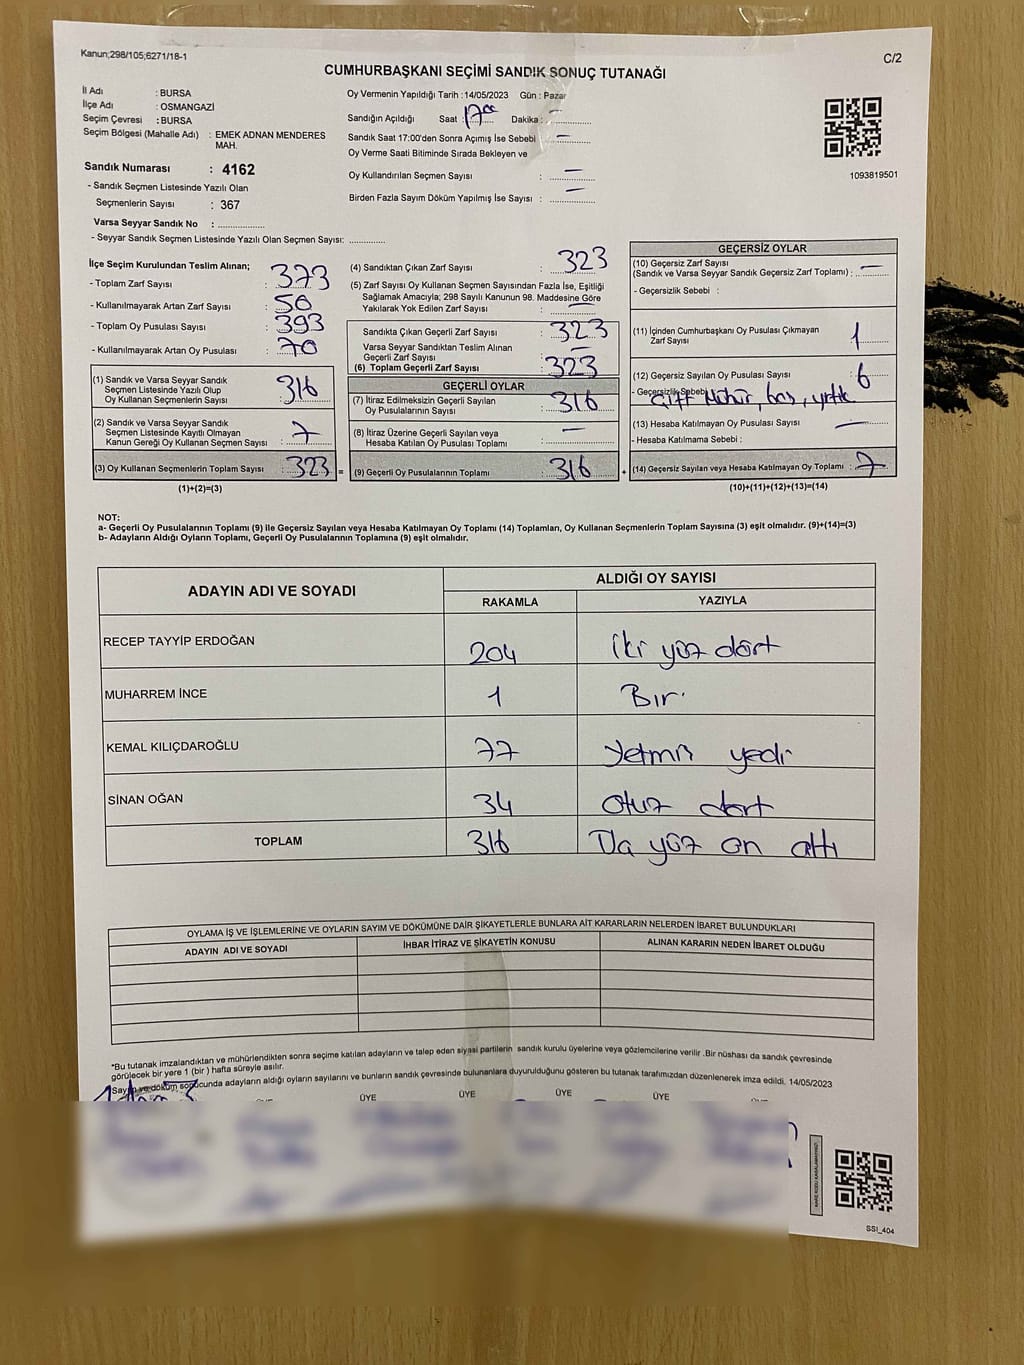 Kanun;298/105;6271/18-1
C/2
CUMHURBAŞKANI SEÇİMİ SANDIK SONUÇ TUTANAĞI
İl Adı : BURSA
İlçe Adı : OSMANGAZİ
Seçim Çevresi : BURSA
Seçim Bölgesi (Mahalle Adı) : EMEK ADNAN MENDERES MAH.
Sandık Numarası : 4162
- Sandık Seçmen Listesinde Yazılı Olan
Seçmenlerin Sayısı : 367
Varsa Seyyar Sandık No : ..................
- Seyyar Sandık Seçmen Listesinde Yazılı Olan Seçmen Sayısı: ..............
Oy Vermenin Yapıldığı Tarih :14/05/2023 Gün : Pazar
Sandığın Açıldığı Saat : 17.00 Dakika : —
Sandık Saat 17:00'den Sonra Açımış İse Sebebi —
Oy Verme Saati Bitiminde Sırada Bekleyen ve
Oy Kullandırılan Seçmen Sayısı : —
Birden Fazla Sayım Döküm Yapılmış İse Sayısı : —
1093819501
İlçe Seçim Kurulundan Teslim Alınan;
- Toplam Zarf Sayısı : 373
- Kullanılmayarak Artan Zarf Sayısı : 50
- Toplam Oy Pusulası Sayısı : 393
- Kullanılmayarak Artan Oy Pusulası : 70
(1) Sandık ve Varsa Seyyar Sandık
Seçmen Listesinde Yazılı Olup
Oy Kullanan Seçmenlerin Sayısı : 316
(2) Sandık ve Varsa Seyyar Sandık
Seçmen Listesinde Kayıtlı Olmayan
Kanun Gereği Oy Kullanan Seçmen Sayısı : 7
(3) Oy Kullanan Seçmenlerin Toplam Sayısı : 323 =
(1)+(2)=(3)
(4) Sandıktan Çıkan Zarf Sayısı : 323
(5) Zarf Sayısı Oy Kullanan Seçmen Sayısından Fazla İse, Eşitliği
Sağlamak Amacıyla; 298 Sayılı Kanunun 98. Maddesine Göre
Yakılarak Yok Edilen Zarf Sayısı : —
Sandıkta Çıkan Geçerli Zarf Sayısı : 323
Varsa Seyyar Sandıktan Teslim Alınan
Geçerli Zarf Sayısı : —
(6) Toplam Geçerli Zarf Sayısı : 323
GEÇERLİ OYLAR
(7) İtiraz Edilmeksizin Geçerli Sayılan
Oy Pusulalarının Sayısı : 316
(8) İtiraz Üzerine Geçerli Sayılan veya
Hesaba Katılan Oy Pusulası Toplamı : —
(9) Geçerli Oy Pusulalarının Toplamı : 316 +
GEÇERSİZ OYLAR
(10) Geçersiz Zarf Sayısı
(Sandık ve Varsa Seyyar Sandık Geçersiz Zarf Toplamı) : —
- Geçersizlik Sebebi :
(11) İçinden Cumhurbaşkanı Oy Pusulası Çıkmayan
Zarf Sayısı : 1
(12) Geçersiz Sayılan Oy Pusulası Sayısı : 6
- Geçersizlik Sebebi Çift Mühür, boş, yırtık
(13) Hesaba Katılmayan Oy Pusulası Sayısı : —
- Hesaba Katılmama Sebebi :
(14) Geçersiz Sayılan veya Hesaba Katılmayan Oy Toplamı : 7
(10)+(11)+(12)+(13)=(14)
NOT:
a- Geçerli Oy Pusulalarının Toplamı (9) ile Geçersiz Sayılan veya Hesaba Katılmayan Oy Toplamı (14) Toplamları, Oy Kullanan Seçmenlerin Toplam Sayısına (3) eşit olmalıdır. (9)+(14)=(3)
b- Adayların Aldığı Oyların Toplamı, Geçerli Oy Pusulalarının Toplamına (9) eşit olmalıdır.
ADAYIN ADI VE SOYADI ALDIĞI OY SAYISI
RAKAMLA YAZIYLA
RECEP TAYYİP ERDOĞAN 204 iki yüz dört
MUHARREM İNCE 1 Bir
KEMAL KILIÇDAROĞLU 77 Yetmiş yedi
SİNAN OĞAN 34 otuz dört
TOPLAM 316 yüz on altı
OYLAMA İŞ VE İŞLEMLERİNE VE OYLARIN SAYIM VE DÖKÜMÜNE DAİR ŞİKAYETLERLE BUNLARA AİT KARARLARIN NELERDEN İBARET BULUNDUKLARI
ADAYIN ADI VE SOYADI İHBAR İTİRAZ VE ŞİKAYETİN KONUSU ALINAN KARARIN NEDEN İBARET OLDUĞU
*Bu tutanak imzalandıktan ve mühürlendikten sonra seçime katılan adayların ve talep eden siyasi partilerin sandık kurulu üyelerine veya gözlemcilerine verilir .Bir nüshası da sandık çevresinde
görülecek bir yere 1 (bir ) hafta süreyle asılır.
Sayım ve döküm sonucunda adayların aldığı oyların sayılarını ve bunların sandık çevresinde bulunanlara duyurulduğunu gösteren bu tutanak tarafımızdan düzenlenerek imza edildi. 14/05/2023
ÜYE ÜYE ÜYE ÜYE
SSI_404